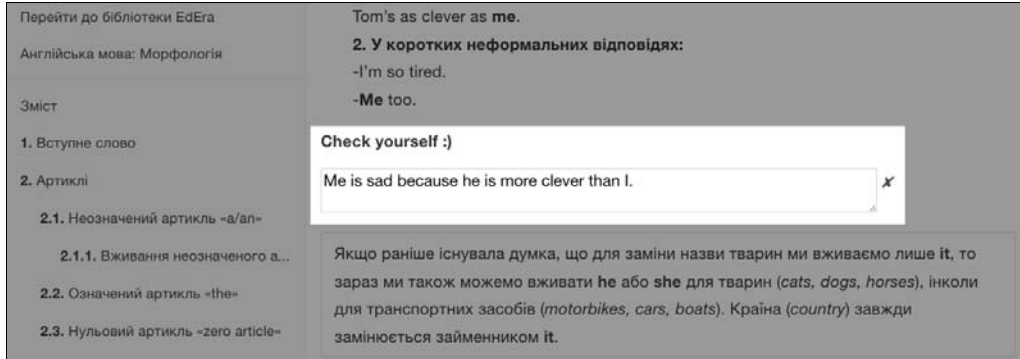 Перейти до бібліотеки EdEra
Англійська мова: Морфологія
Зміст
1. Вступне слово
2. Артиклі
2.1. Неозначений артикль «a/an»
2.1.1. Вживання неозначеного а...
2.2. Означений артикль «the»
2.3. Нульовий артикль «zero article»
Tom's as clever as me.
2. У коротких неформальних відповідях:
-I'm so tired.
-Me too.
Check yourself :)
Me is sad because he is more clever than I.
✗
Якщо раніше існувала думка, що для заміни назви тварин ми вживаємо лише it, то
зараз ми також можемо вживати he або she для тварин (cats, dogs, horses), інколи
для транспортних засобів (motorbikes, cars, boats). Країна (country) завжди
замінюється займенником it.